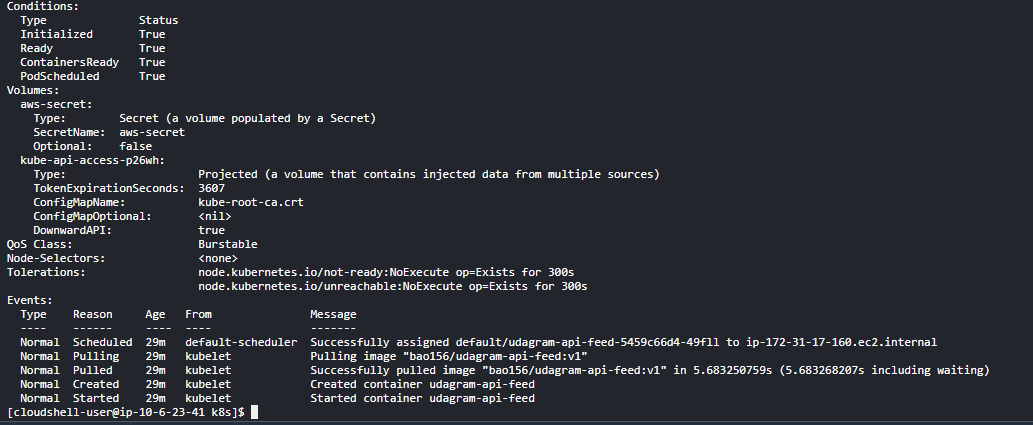 Conditions:
  Type              Status
  Initialized       True
  Ready             True
  ContainersReady   True
  PodScheduled      True
Volumes:
  aws-secret:
    Type:        Secret (a volume populated by a Secret)
    SecretName:  aws-secret
    Optional:    false
  kube-api-access-p26wh:
    Type:                    Projected (a volume that contains injected data from multiple sources)
    TokenExpirationSeconds:  3607
    ConfigMapName:           kube-root-ca.crt
    ConfigMapOptional:       <nil>
    DownwardAPI:             true
QoS Class:                   Burstable
Node-Selectors:              <none>
Tolerations:                 node.kubernetes.io/not-ready:NoExecute op=Exists for 300s
                             node.kubernetes.io/unreachable:NoExecute op=Exists for 300s
Events:
  Type    Reason     Age   From               Message
  ----    ------     ----  ----               -------
  Normal  Scheduled  29m   default-scheduler  Successfully assigned default/udagram-api-feed-5459c66d4-49fll to ip-172-31-17-160.ec2.internal
  Normal  Pulling    29m   kubelet            Pulling image "bao156/udagram-api-feed:v1"
  Normal  Pulled     29m   kubelet            Successfully pulled image "bao156/udagram-api-feed:v1" in 5.683250759s (5.683268207s including waiting)
  Normal  Created    29m   kubelet            Created container udagram-api-feed
  Normal  Started    29m   kubelet            Started container udagram-api-feed
[cloudshell-user@ip-10-6-23-41 k8s]$